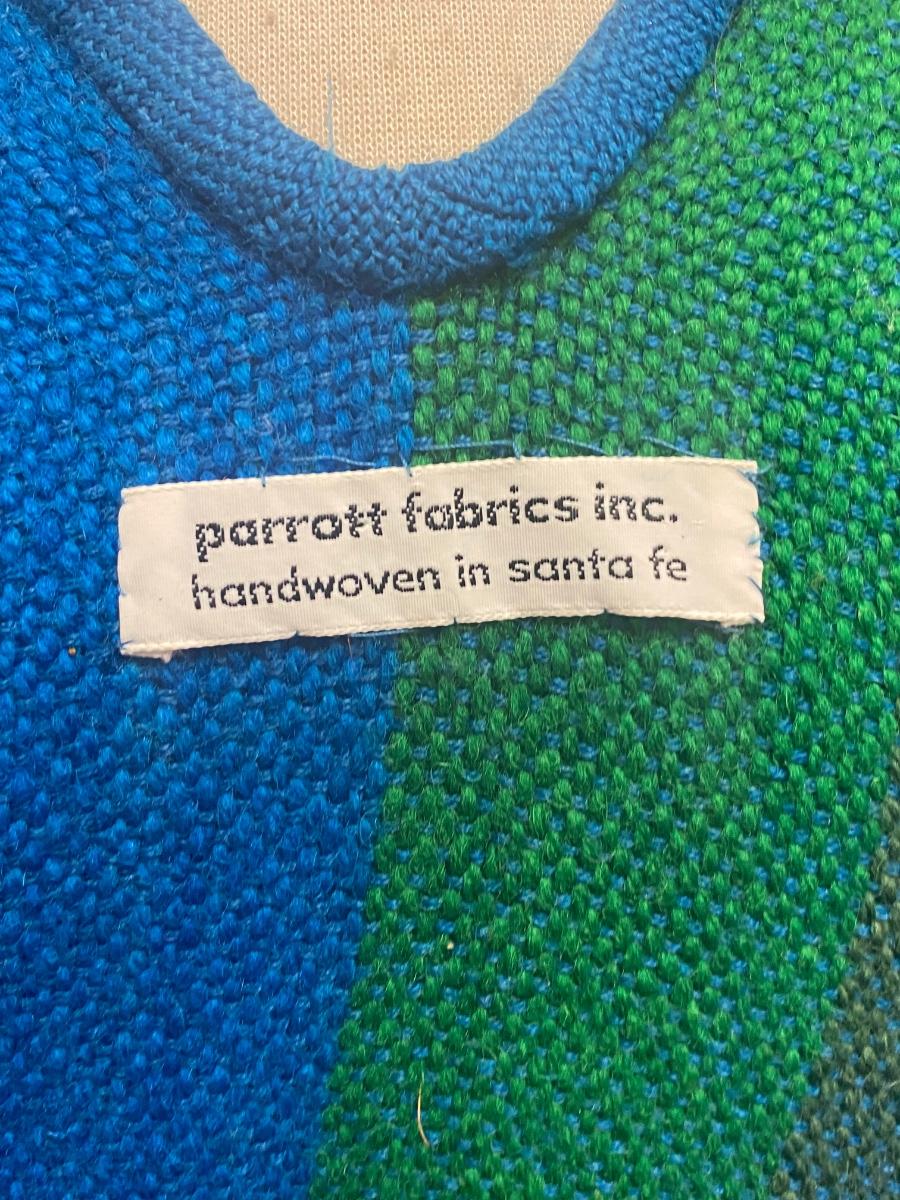 parrott fabrics inc.
handwoven in santa fe